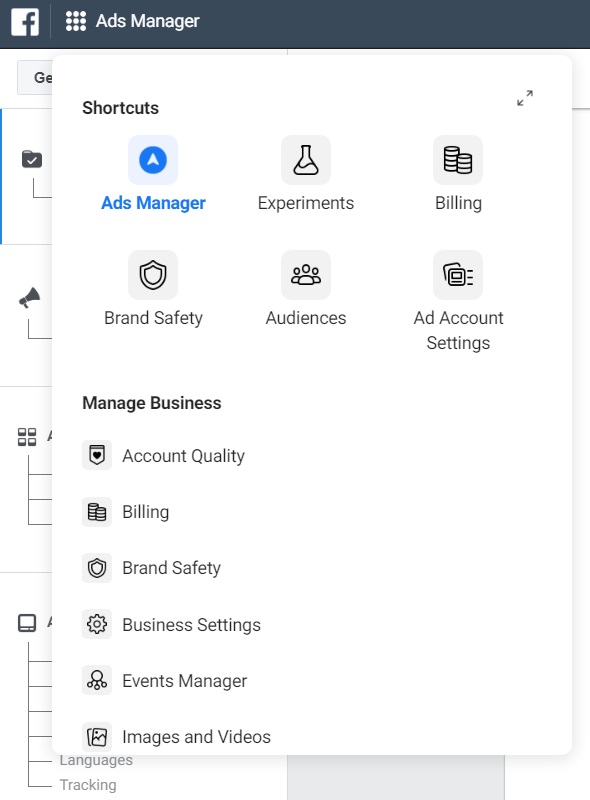 Ads Manager
Ge
Shortcuts
Ads Manager
Experiments
Billing
Brand Safety
Audiences
Ad Account
Settings
Manage Business
Account Quality
Billing
Brand Safety
Business Settings
Events Manager
Images and Videos
Languages
Tracking